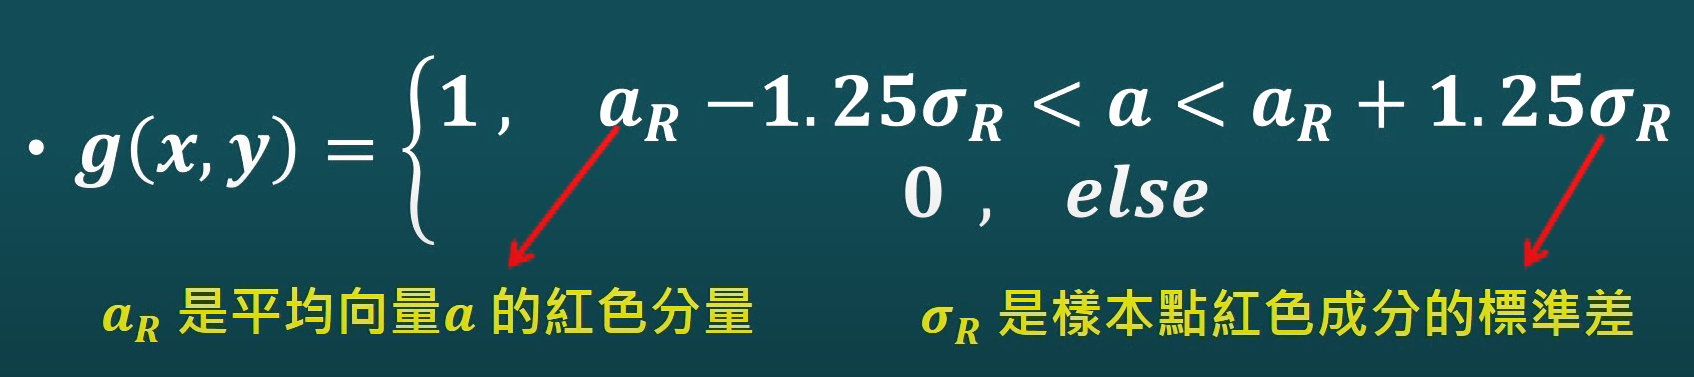 • g(x, y) = { 1 , a_R − 1. 25σ_R < a < a_R + 1. 25σ_R
0 , else
a_R 是平均向量a 的紅色分量
σ_R 是樣本點紅色成分的標準差